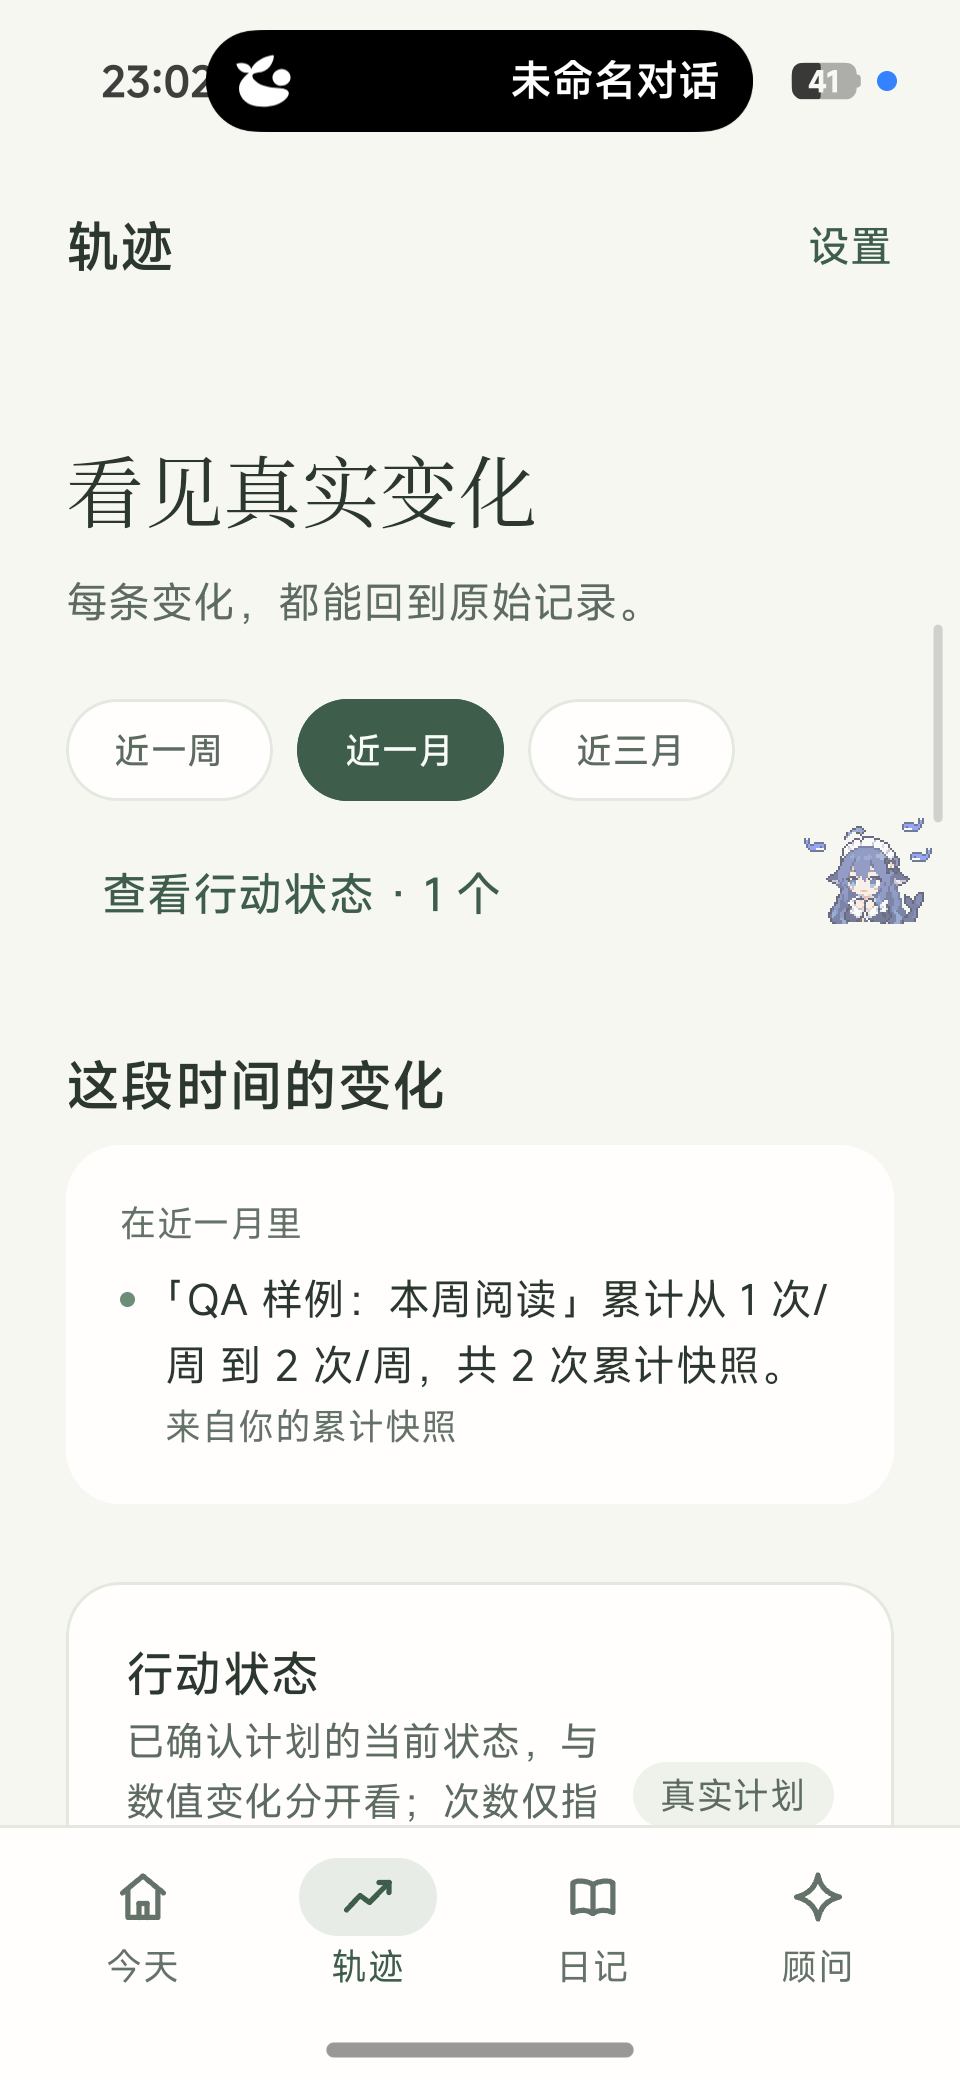 23:02
未命名对话
41
轨迹
设置
看见真实变化
每条变化，都能回到原始记录。
近一周
近一月
近三月
查看行动状态 · 1 个
这段时间的变化
在近一月里
「QA 样例：本周阅读」累计从 1 次/
周 到 2 次/周，共 2 次累计快照。
来自你的累计快照
行动状态
已确认计划的当前状态，与
数值变化分开看；次数仅指
真实计划
今天
轨迹
日记
顾问